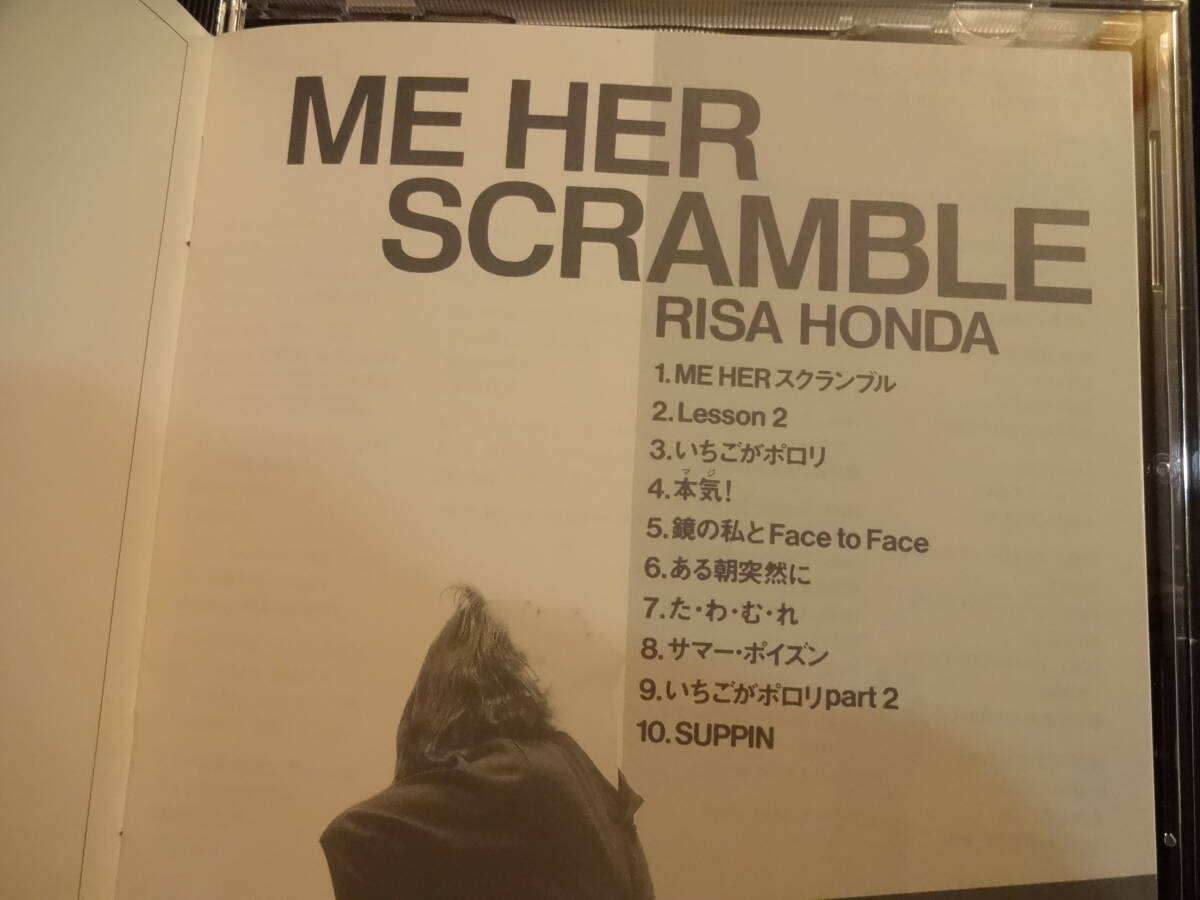 ME HER
SCRAMBLE
RISA HONDA
1.ME HERスクランブル
2.Lesson 2
3.いちごがポロリ
マジ
4.本気!
5.鏡の私とFace to Face
6.ある朝突然に
7.た・わ・む・れ
8.サマー・ポイズン
9.いちごがポロリpart 2
10.SUPPIN